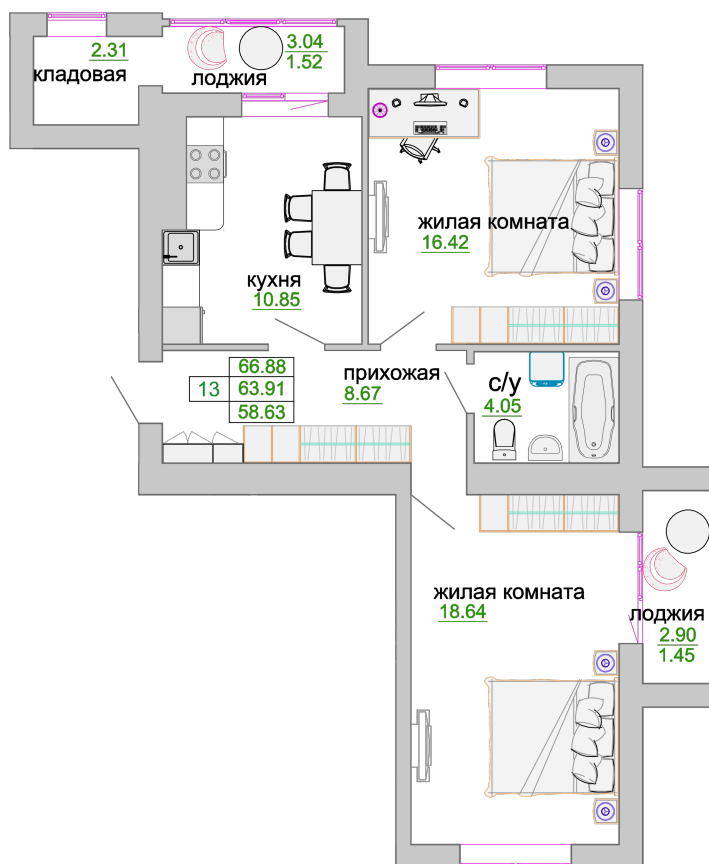 2.31
кладовая
3.04
1.52
лоджия
жилая комната
16.42
кухня
10.85
66.88
13 63.91
58.63
прихожая
8.67
с/у
4.05
жилая комната
18.64
лоджия
2.90
1.45